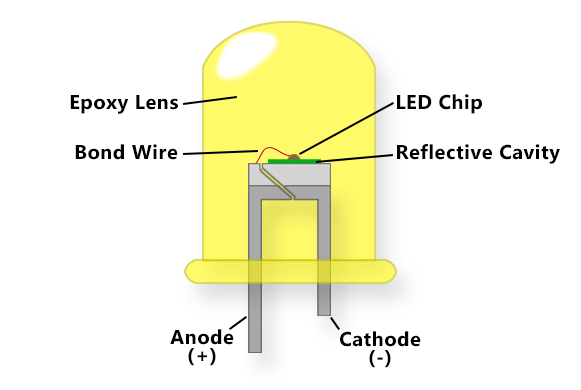 Epoxy Lens
LED Chip
Bond Wire
Reflective Cavity
Anode
(+)
Cathode
(-)